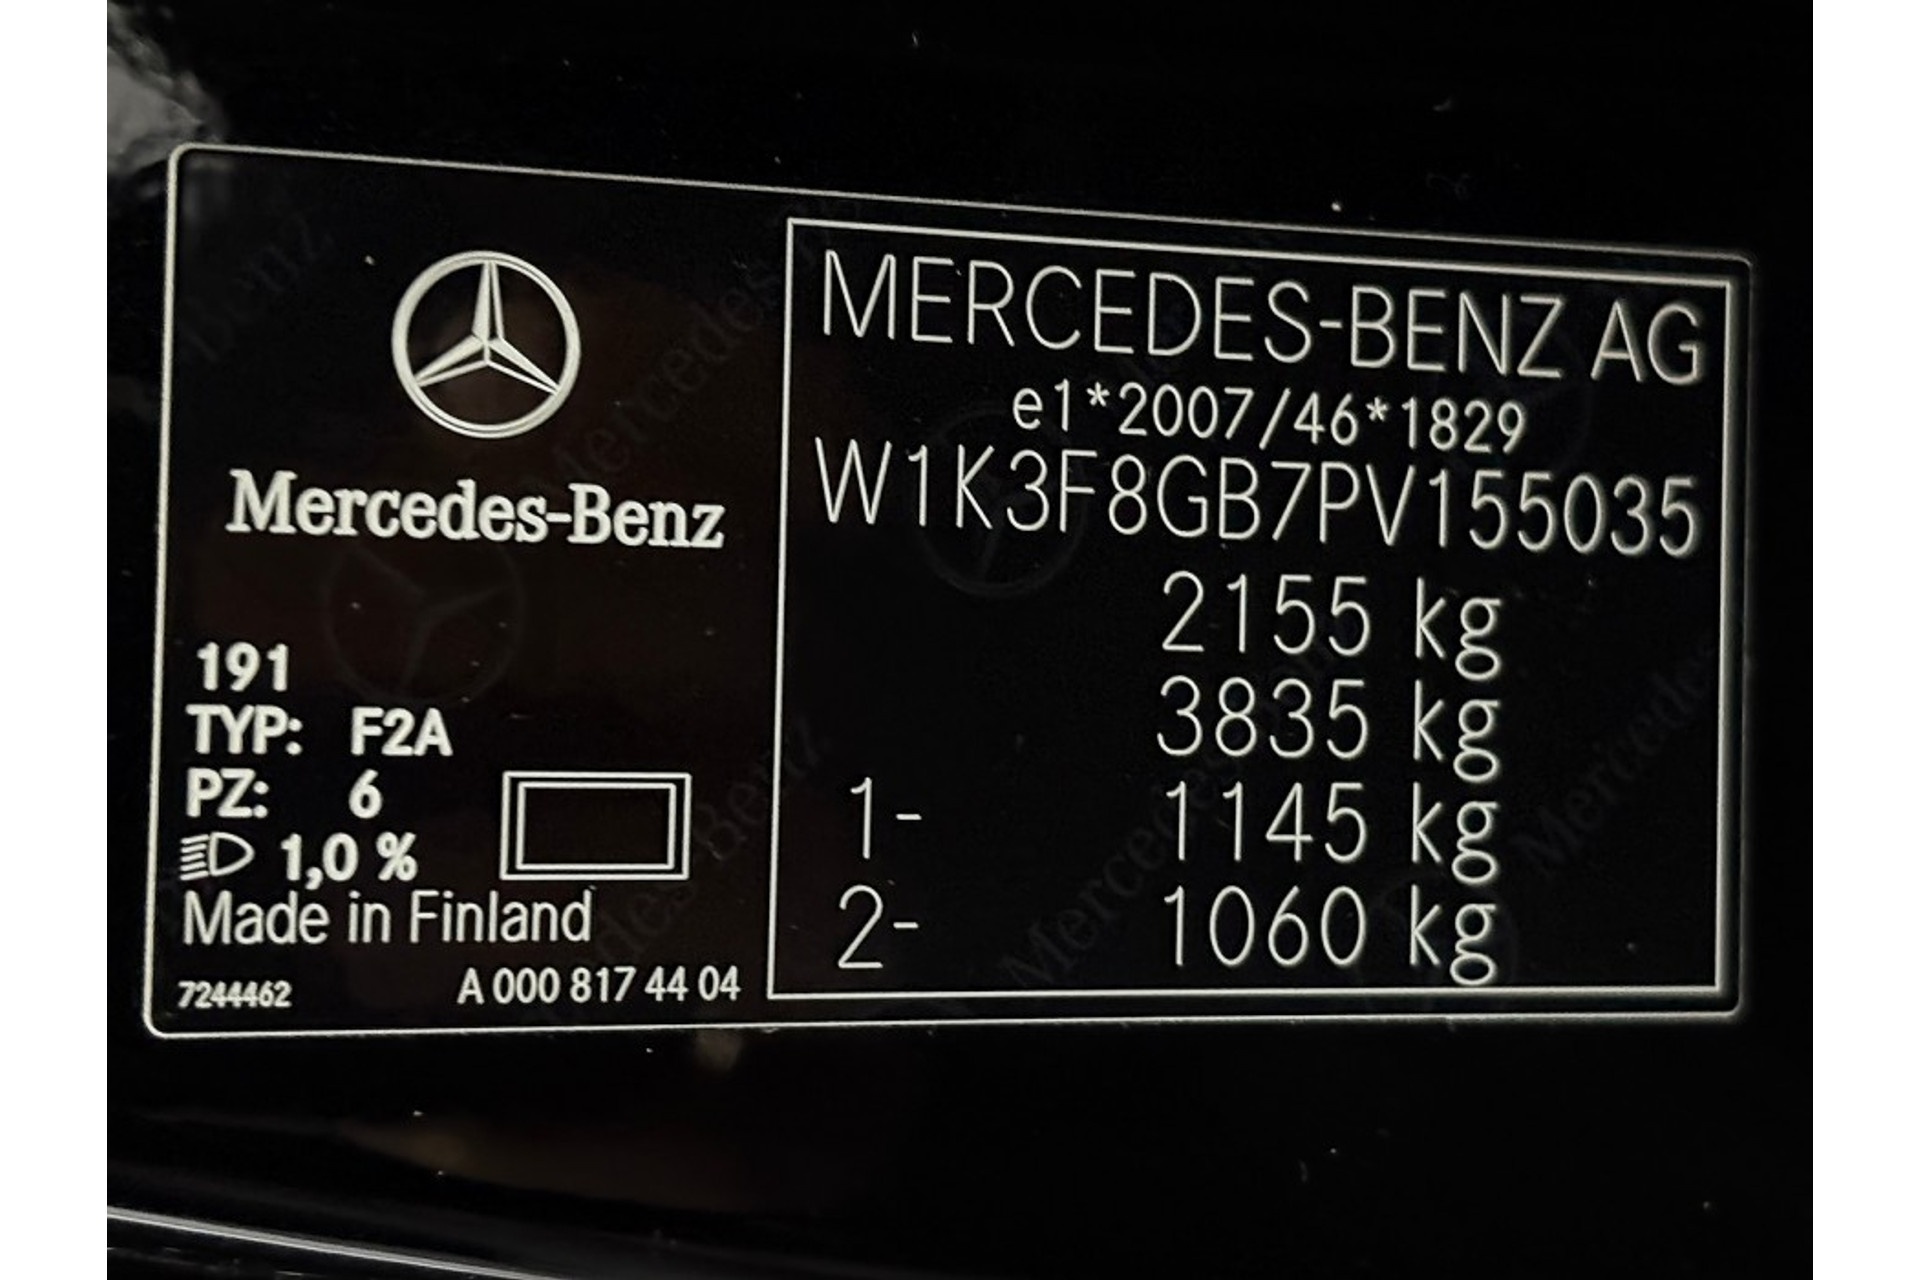 Mercedes-Benz
191
TYP: F2A
PZ: 6
1,0 %
Made in Finland
7244462 A 000 817 44 04
MERCEDES-BENZ AG
e1*2007/46*1829
W1K3F8GB7PV155035
2155 kg
3835 kg
1- 1145 kg
2- 1060 kg